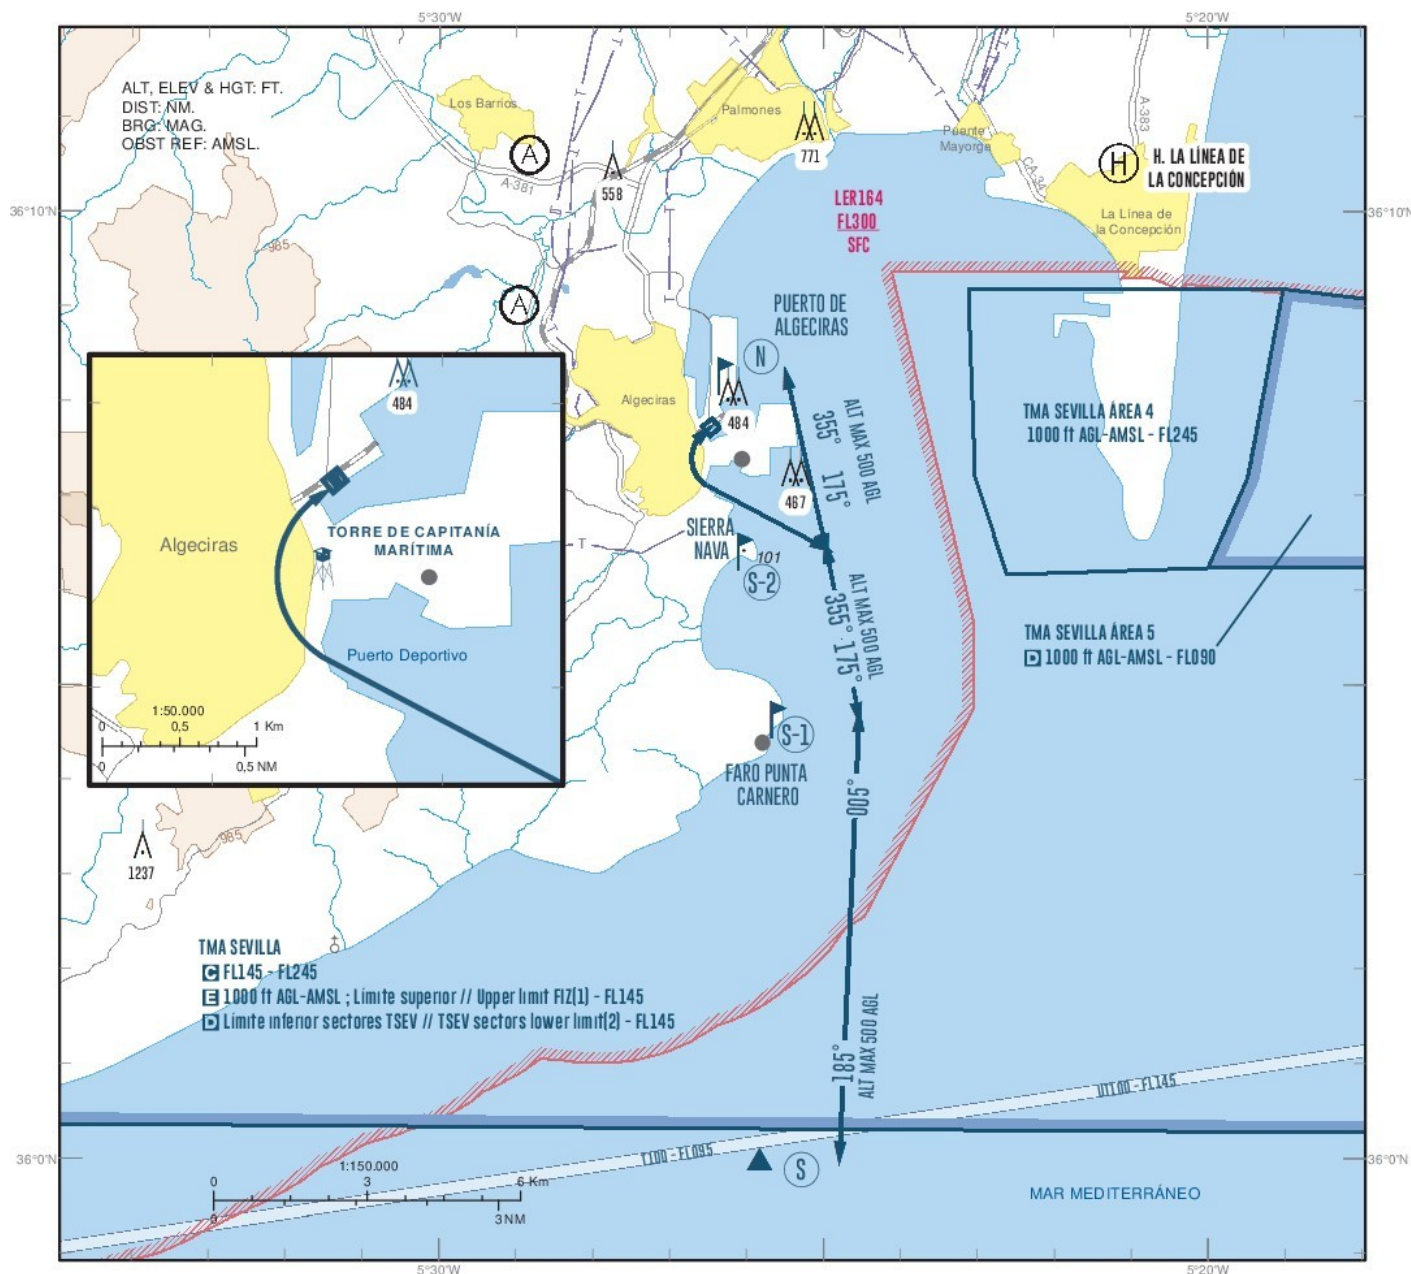 5°30'W
5°20'W
ALT, ELEV & HGT: FT.
DIST: NM.
BRG: MAG.
OBST REF: AMSL.
Los Barrios
Palmones
Puente
Mayorga
A-383
CA-34
A
A-381
558
771
H
H. LA LÍNEA DE
LA CONCEPCIÓN
LER164
FL300
SFC
La Línea de
la Concepción
36°10'N
36°10'N
985
A
PUERTO DE
ALGECIRAS
N
Algeciras
484
467
355° 175°
ALT MAX 500 AGL
TMA SEVILLA ÁREA 4
1000 ft AGL-AMSL - FL245
SIERRA
NAVA
101
S-2
355° 175°
ALT MAX 500 AGL
TMA SEVILLA ÁREA 5
D 1000 ft AGL-AMSL - FL090
484
Algeciras
TORRE DE CAPITANÍA
MARÍTIMA
Puerto Deportivo
1:50.000
0 0,5 1 Km
0 0,5 NM
S-1
FARO PUNTA
CARNERO
005°
985
1237
TMA SEVILLA
C FL145 - FL245
E 1000 ft AGL-AMSL ; Límite superior // Upper limit FIZ(1) - FL145
D Límite inferior sectores TSEV // TSEV sectors lower limit(2) - FL145
185°
ALT MAX 500 AGL
UT100 - FL145
T100 - FL095
36°0'N
36°0'N
S
1:150.000
0 3 6 Km
0 3 NM
MAR MEDITERRÁNEO
5°30'W
5°20'W